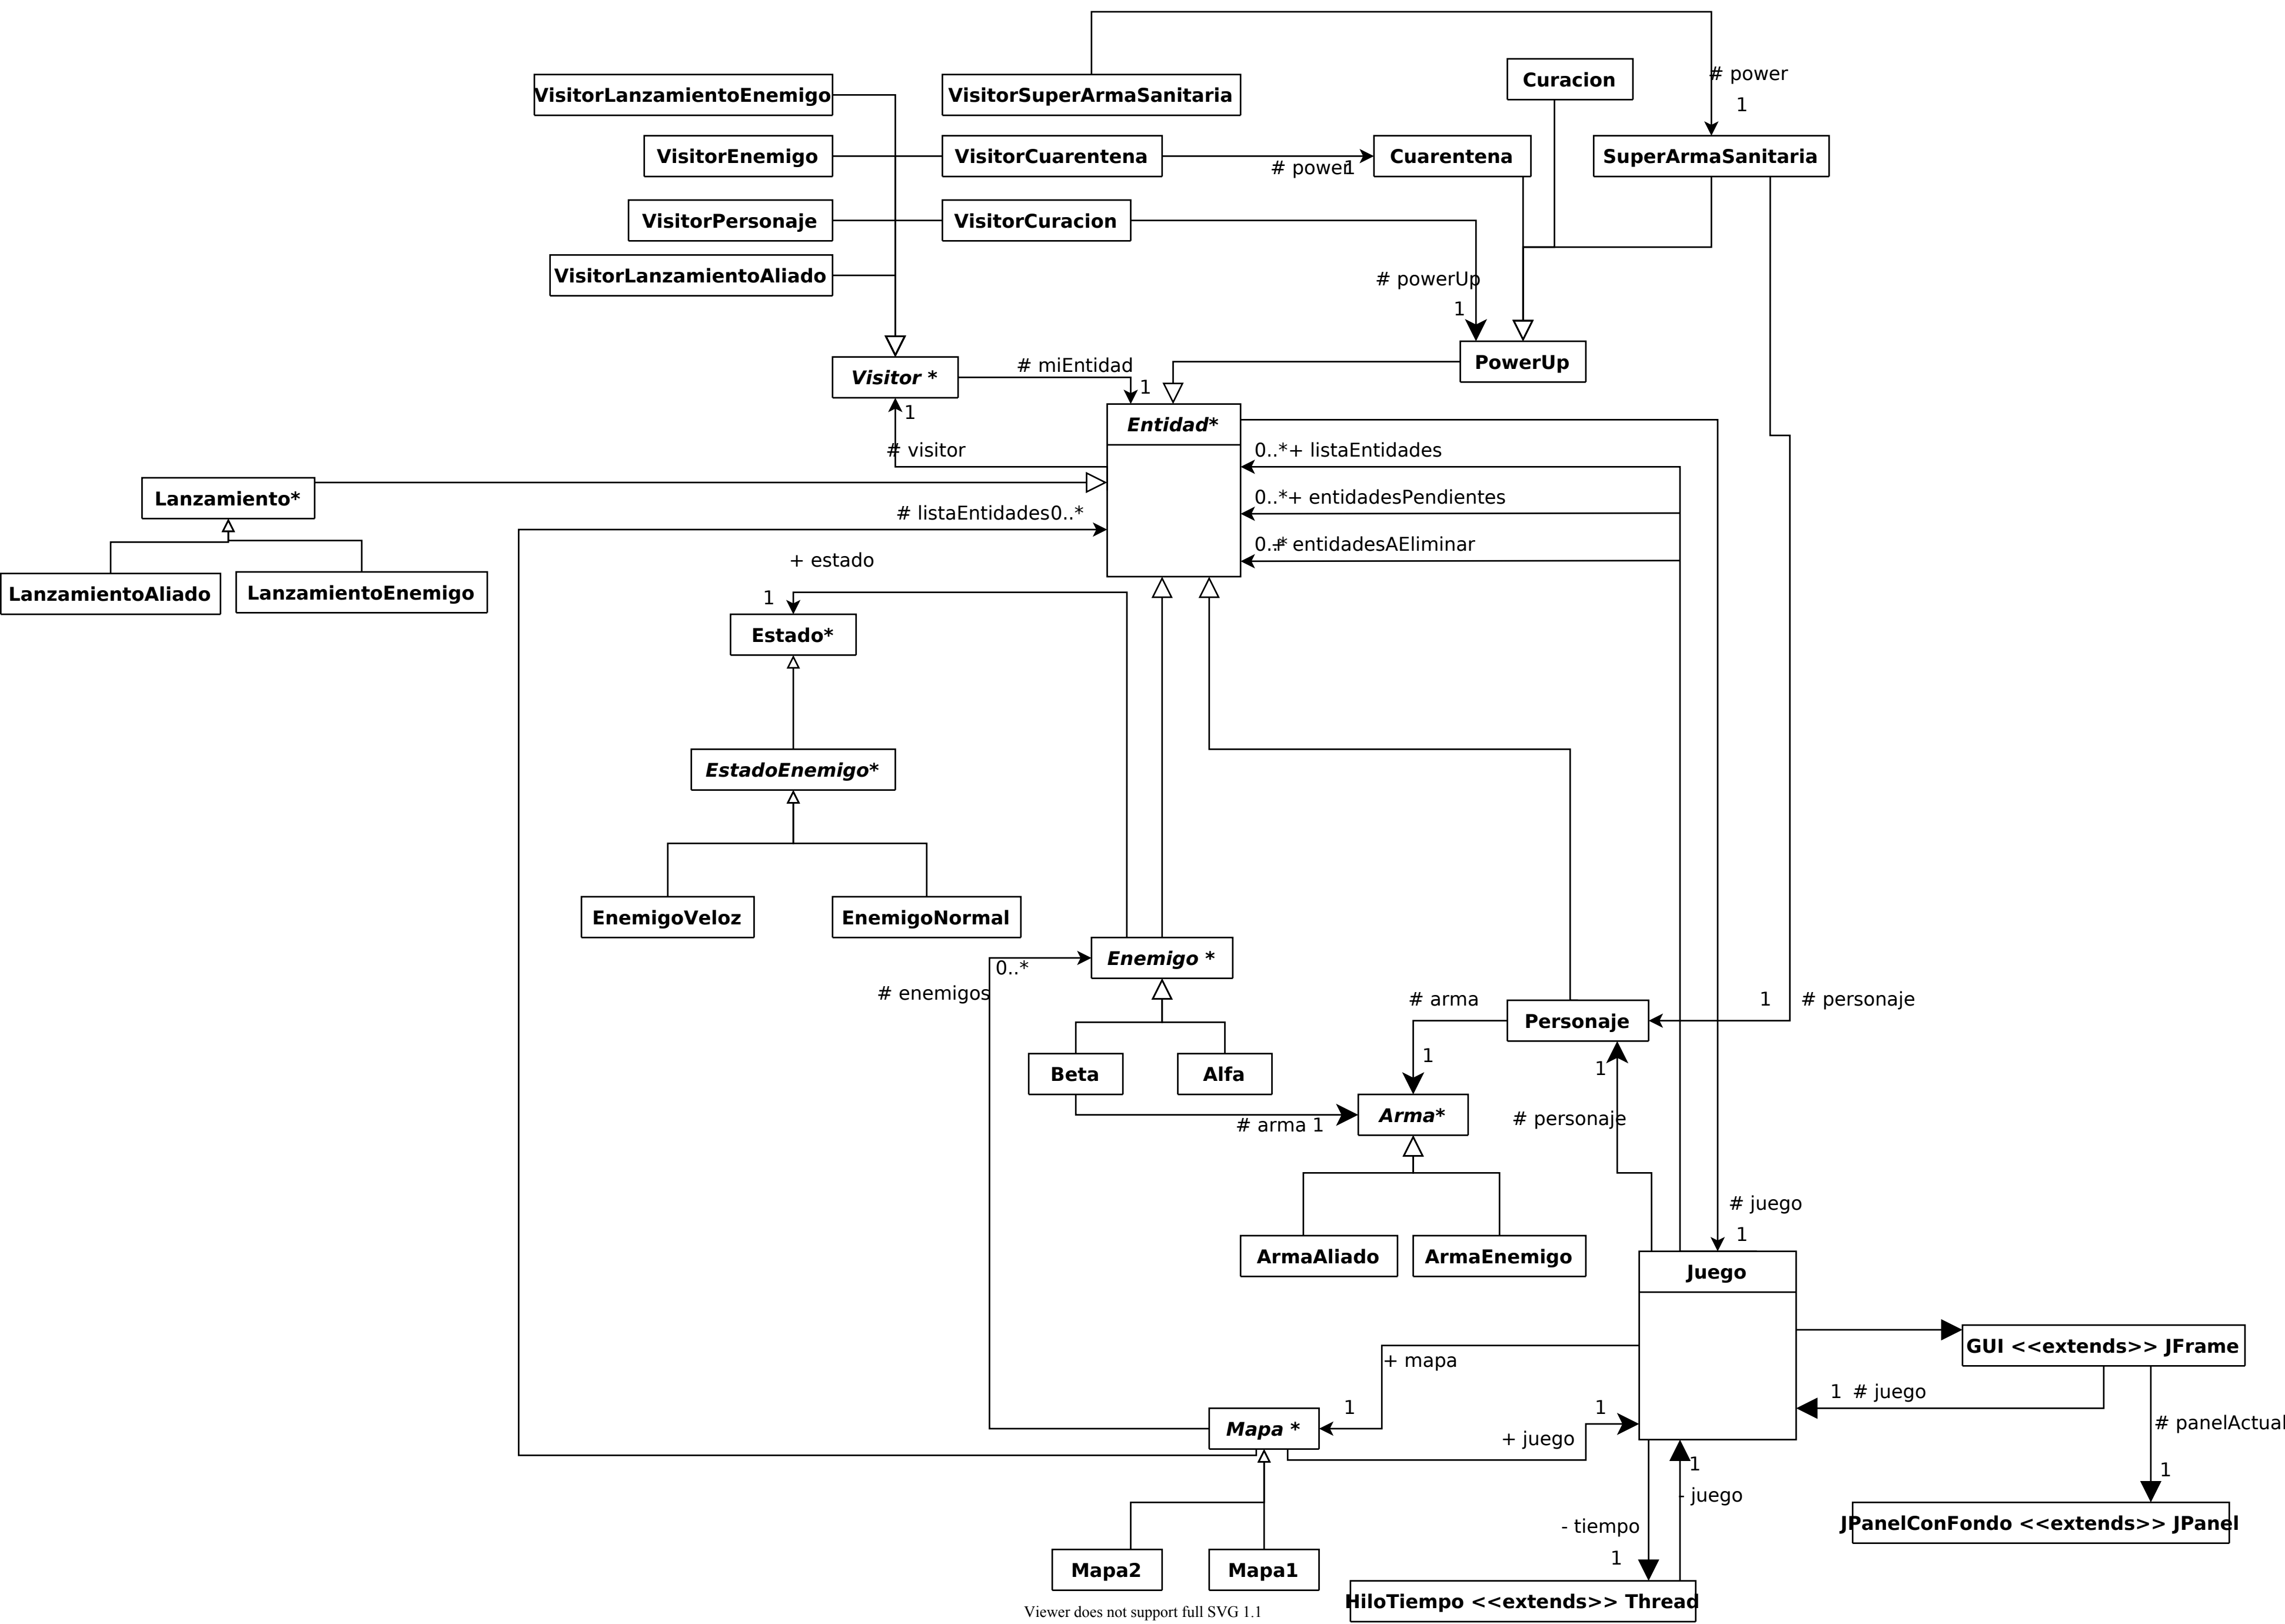 # power
1
Curacion
VisitorLanzamientoEnemigo
VisitorSuperArmaSanitaria
VisitorEnemigo
VisitorCuarentena
# power
1
Cuarentena
SuperArmaSanitaria
VisitorPersonaje
VisitorCuracion
VisitorLanzamientoAliado
# powerUp
1
Visitor *
# miEntidad
1
PowerUp
1
# visitor
Entidad*
0..*
+ listaEntidades
0..*
+ entidadesPendientes
0..*
# entidadesAEliminar
Lanzamiento*
# listaEntidades
0..*
LanzamientoAliado
LanzamientoEnemigo
+ estado
1
Estado*
EstadoEnemigo*
EnemigoVeloz
EnemigoNormal
Enemigo *
0..*
# enemigos
# arma
1
Personaje
1
# personaje
Beta
Alfa
1
# personaje
# arma
1
Arma*
ArmaAliado
ArmaEnemigo
# juego
1
Juego
GUI <<extends>> JFrame
+ mapa
1
1
# juego
Mapa *
1
+ juego
# panelActual
1
1
- juego
- tiempo
1
JPanelConFondo <<extends>> JPanel
Mapa2
Mapa1
HiloTiempo <<extends>> Thread
Viewer does not support full SVG 1.1